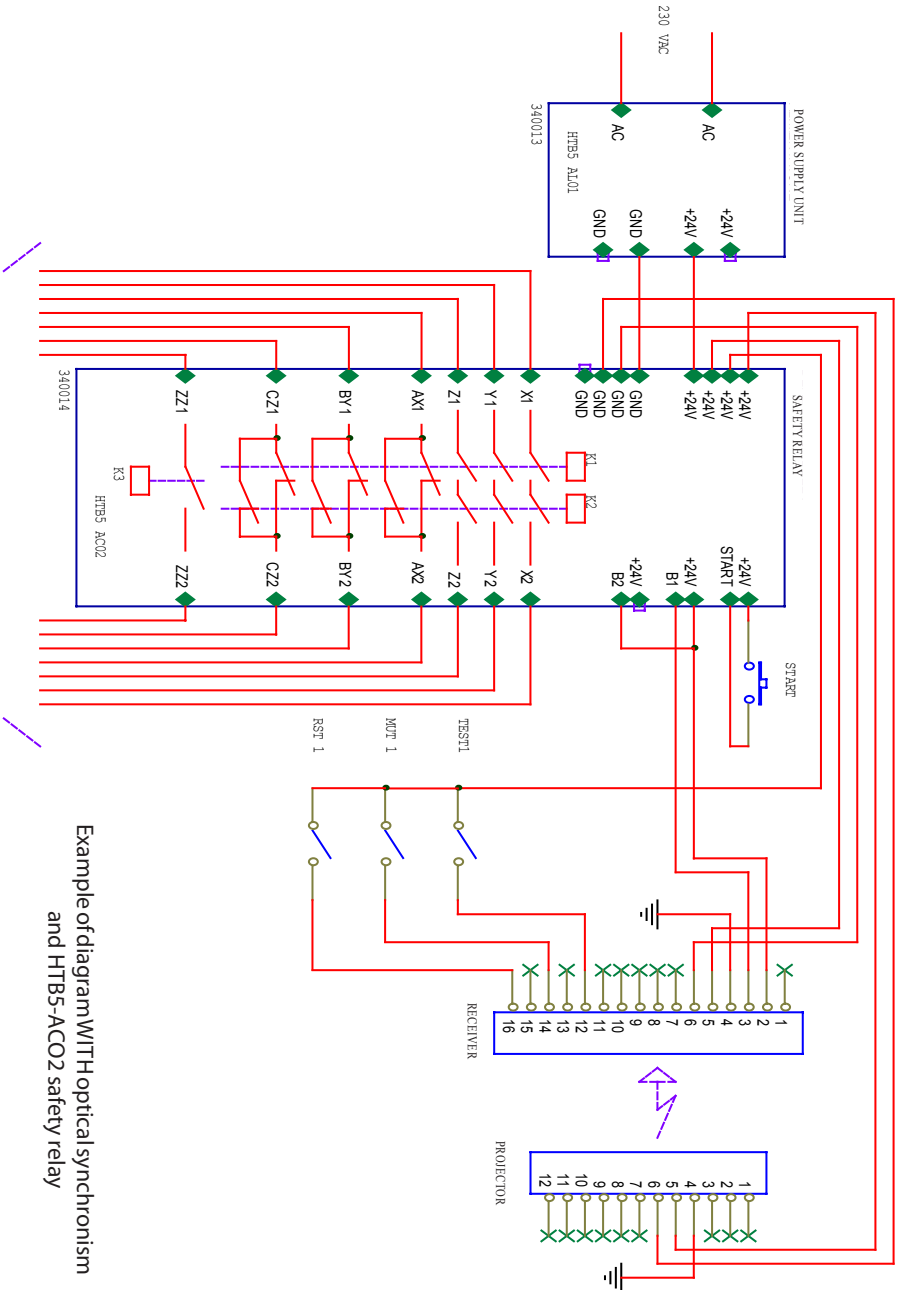 230 VAC
POWER SUPPLY UNIT
AC
AC
HTB5 AL01
340013
+24V
+24V
GND
GND
SAFETY RELAY
+24V
+24V
+24V
+24V
GND
GND
GND
GND
X1
Y1
Z1
AX1
BY1
CZ1
ZZ1
340014
K1
K2
K3
HTB5 AC02
+24V
START
+24V
B1
+24V
B2
X2
Y2
Z2
AX2
BY2
CZ2
ZZ2
START
TEST1
MUT 1
RST 1
1
2
3
4
5
6
7
8
9
10
11
12
13
14
15
16
RECEIVER
1
2
3
4
5
6
7
8
9
10
11
12
PROJECTOR
Example of diagram WITH optical synchronism
and HTB5-ACO2 safety relay